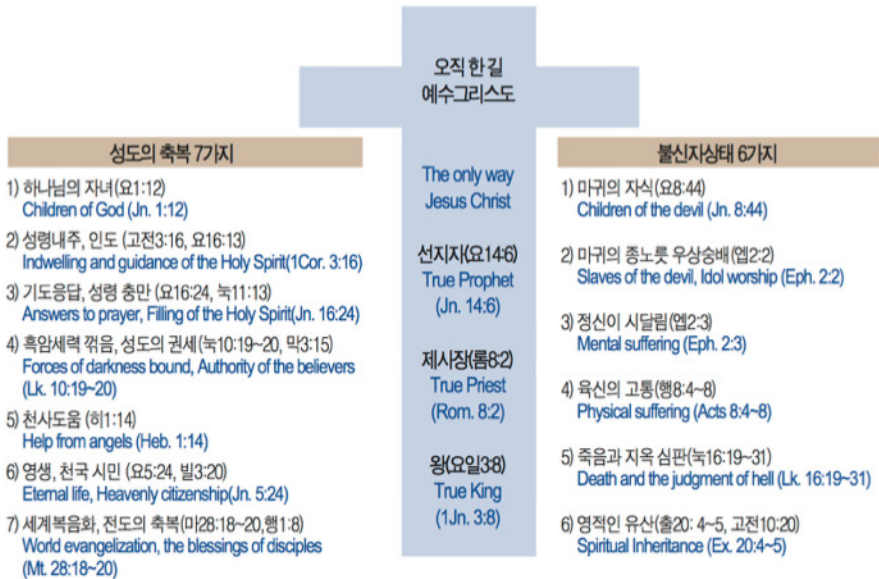 오직 한 길
예수그리스도
The only way
Jesus Christ
선지자(요14:6)
True Prophet
(Jn. 14:6)
제사장(롬8:2)
True Priest
(Rom. 8:2)
왕(요일3:8)
True King
(1Jn. 3:8)
성도의 축복 7가지
1) 하나님의 자녀(요1:12)
Children of God (Jn. 1:12)
2) 성령내주, 인도 (고전3:16, 요16:13)
Indwelling and guidance of the Holy Spirit(1Cor. 3:16)
3) 기도응답, 성령 충만 (요16:24, 눅11:13)
Answers to prayer, Filling of the Holy Spirit(Jn. 16:24)
4) 흑암세력 꺾음, 성도의 권세(눅10:19~20, 막3:15)
Forces of darkness bound, Authority of the believers
(Lk. 10:19~20)
5) 천사도움 (히1:14)
Help from angels (Heb. 1:14)
6) 영생, 천국 시민 (요5:24, 빌3:20)
Eternal life, Heavenly citizenship(Jn. 5:24)
7) 세계복음화, 전도의 축복(마28:18~20,행1:8)
World evangelization, the blessings of disciples
(Mt. 28:18~20)
불신자상태 6가지
1) 마귀의 자식(요8:44)
Children of the devil (Jn. 8:44)
2) 마귀의 종노릇 우상숭배(엡2:2)
Slaves of the devil, Idol worship (Eph. 2:2)
3) 정신이 시달림(엡2:3)
Mental suffering (Eph. 2:3)
4) 육신의 고통(행8:4~8)
Physical suffering (Acts 8:4~8)
5) 죽음과 지옥 심판(눅16:19~31)
Death and the judgment of hell (Lk. 16:19~31)
6) 영적인 유산(출20: 4~5, 고전10:20)
Spiritual Inheritance (Ex. 20:4~5)